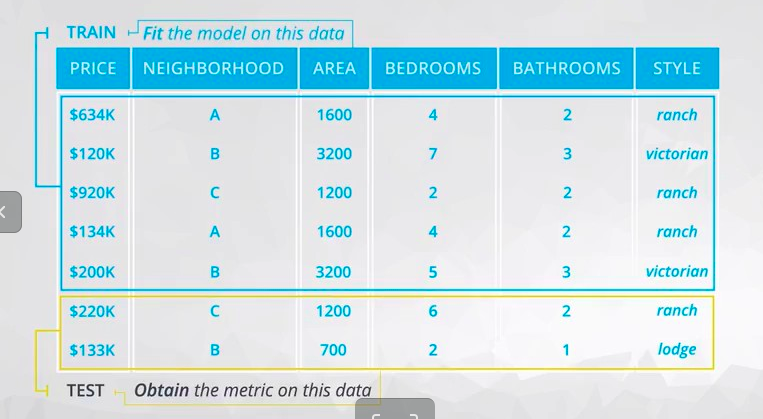 TRAIN Fit the model on this data
PRICE NEIGHBORHOOD AREA BEDROOMS BATHROOMS STYLE
$634K A 1600 4 2 ranch
$120K B 3200 7 3 victorian
$920K C 1200 2 2 ranch
$134K A 1600 4 2 ranch
$200K B 3200 5 3 victorian
$220K C 1200 6 2 ranch
$133K B 700 2 1 lodge
TEST Obtain the metric on this data